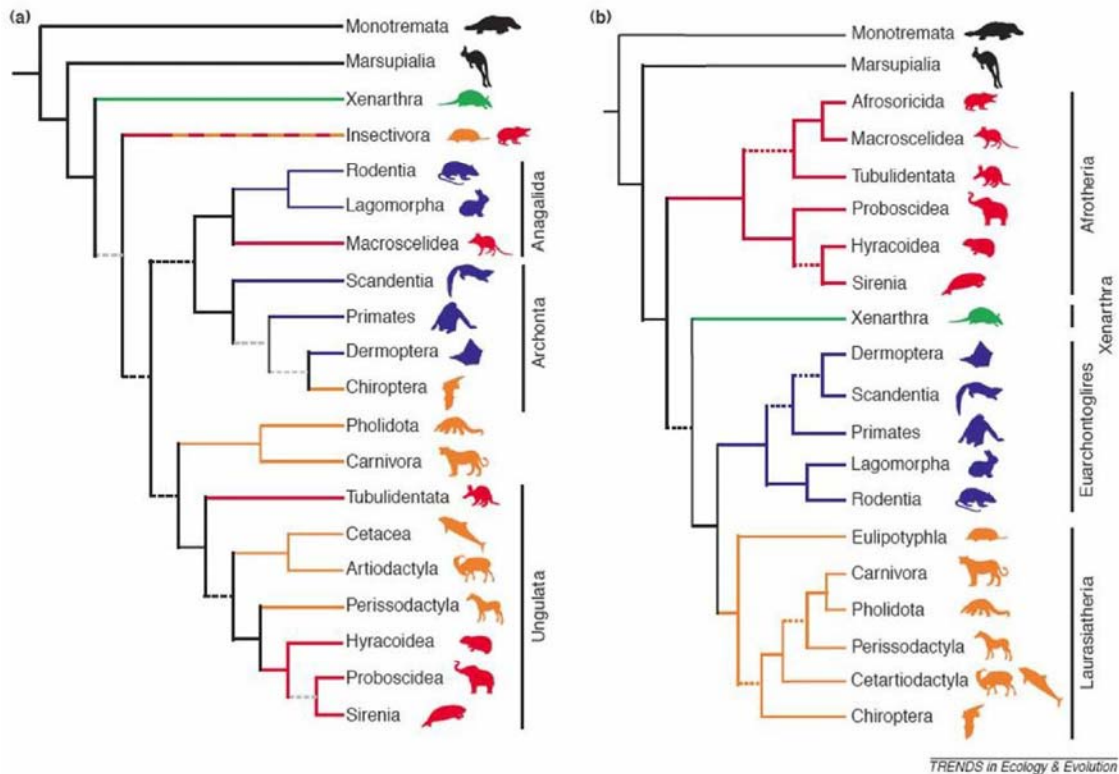 (a)
Monotremata
Marsupialia
Xenarthra
Insectivora
Rodentia
Lagomorpha
Macroscelidea
Scandentia
Primates
Dermoptera
Chiroptera
Pholidota
Carnivora
Tubulidentata
Cetacea
Artiodactyla
Perissodactyla
Hyracoidea
Proboscidea
Sirenia
Anagalida
Archonta
Ungulata
(b)
Monotremata
Marsupialia
Afrosoricida
Macroscelidea
Tubulidentata
Proboscidea
Hyracoidea
Sirenia
Xenarthra
Dermoptera
Scandentia
Primates
Lagomorpha
Rodentia
Eulipotyphla
Carnivora
Pholidota
Perissodactyla
Cetartiodactyla
Chiroptera
Afrotheria
Xenarthra
Euarchontoglires
Laurasiatheria
TRENDS in Ecology & Evolution